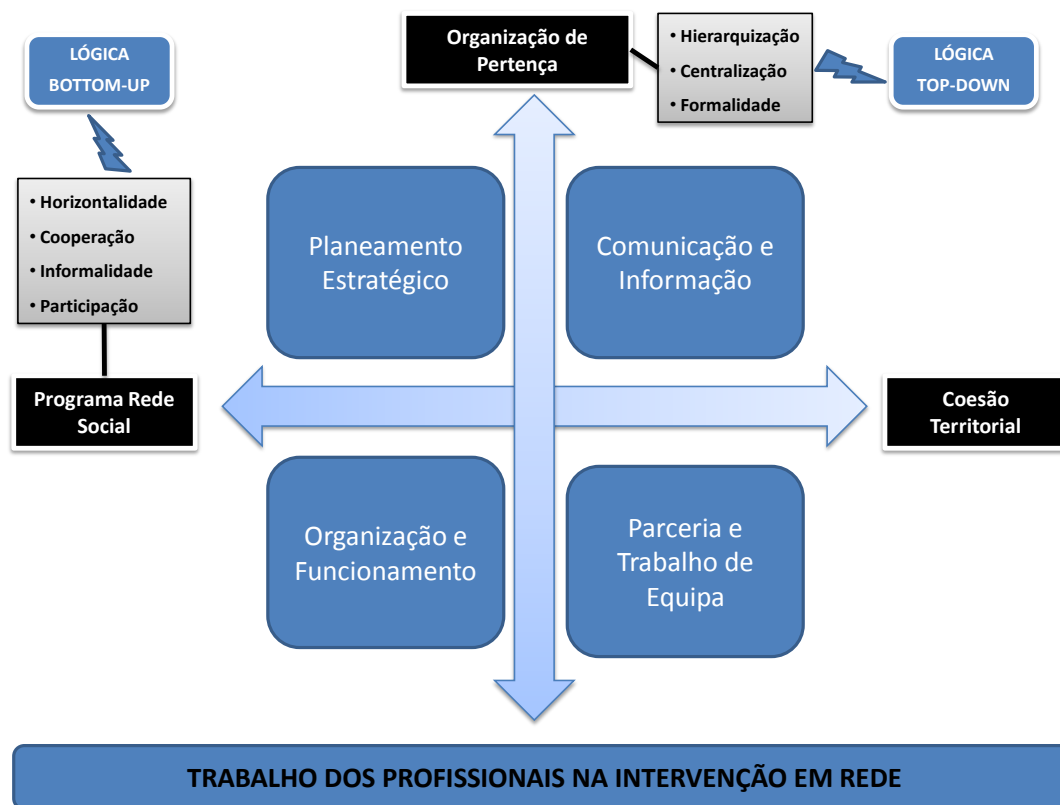 LÓGICA
BOTTOM-UP
Organização de
Pertença
• Hierarquização
• Centralização
• Formalidade
LÓGICA
TOP-DOWN
• Horizontalidade
• Cooperação
• Informalidade
• Participação
Planeamento
Estratégico
Comunicação e
Informação
Programa Rede
Social
Coesão
Territorial
Organização e
Funcionamento
Parceria e
Trabalho de
Equipa
TRABALHO DOS PROFISSIONAIS NA INTERVENÇÃO EM REDE